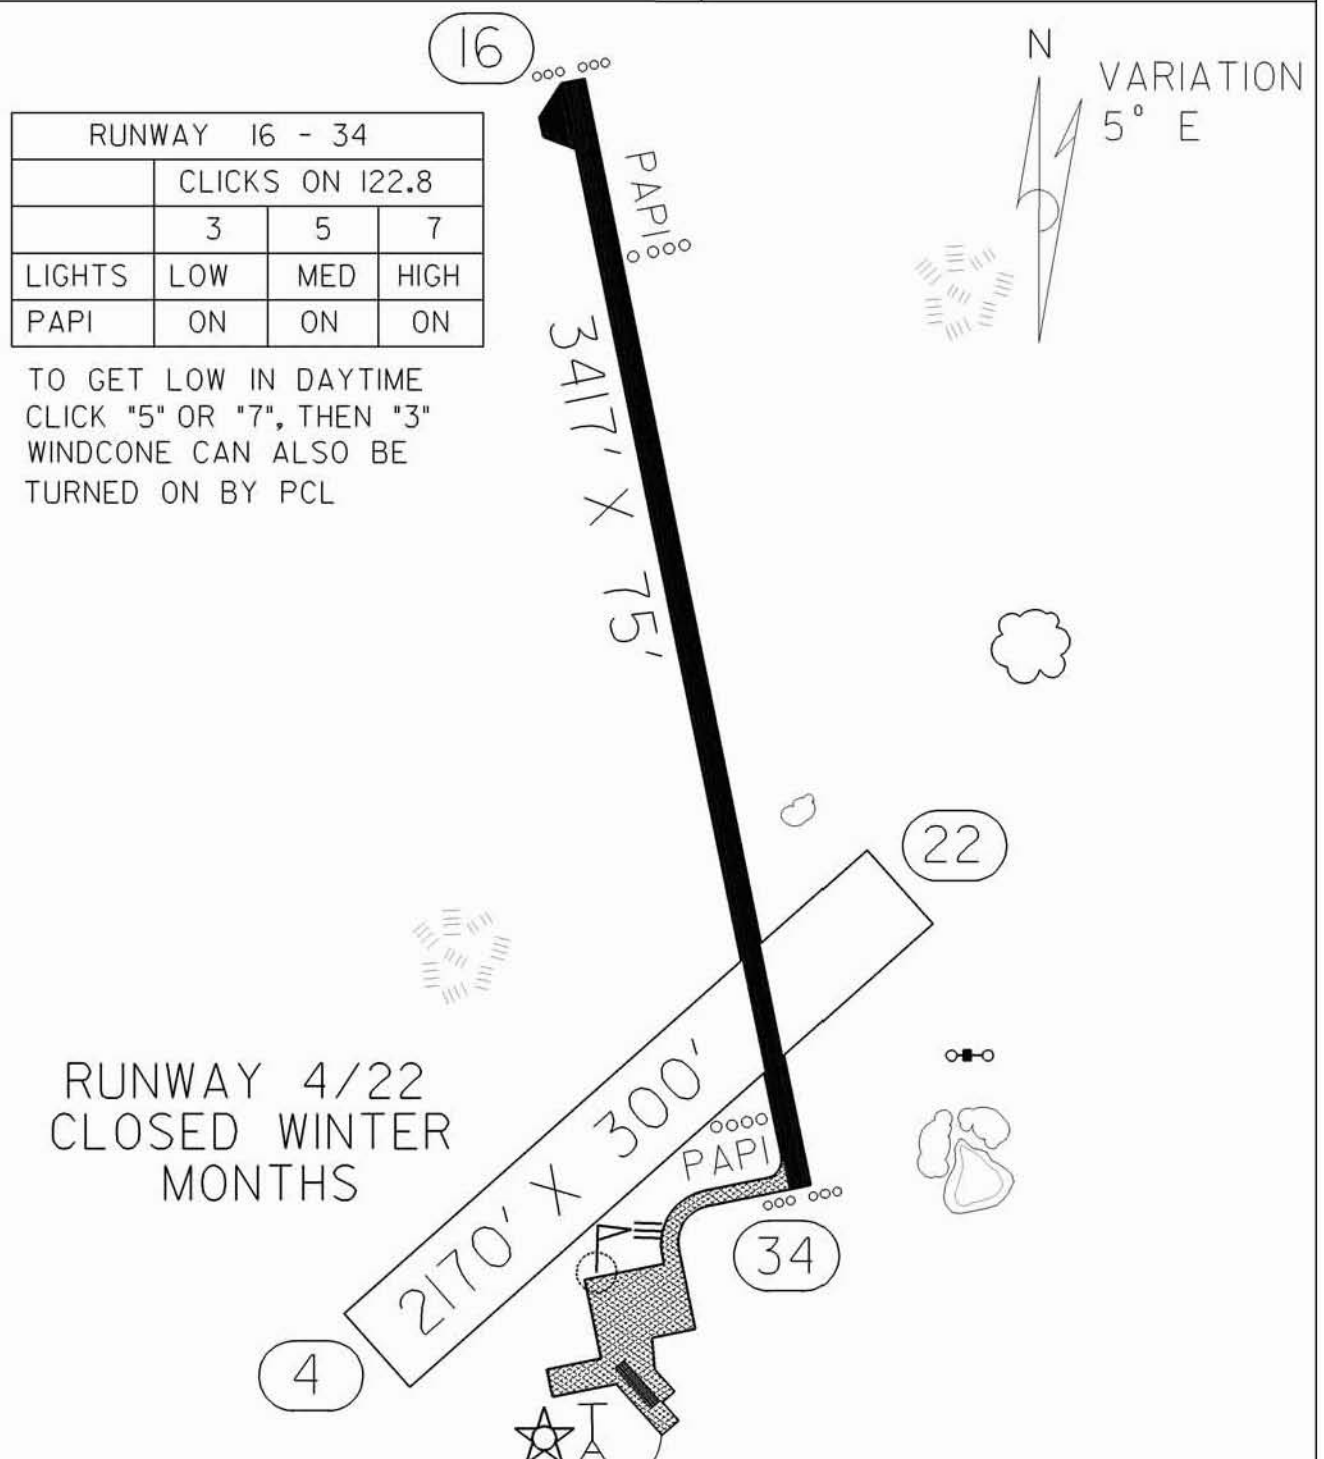 16
N
VARIATION
5° E
RUNWAY 16 - 34
CLICKS ON 122.8
3 5 7
LIGHTS LOW MED HIGH
PAPI ON ON ON
TO GET LOW IN DAYTIME
CLICK "5" OR "7", THEN "3"
WINDCONE CAN ALSO BE
TURNED ON BY PCL
PAPI
3417' X 75'
22
RUNWAY 4/22
CLOSED WINTER
MONTHS
2170' X 300'
PAPI
34
4